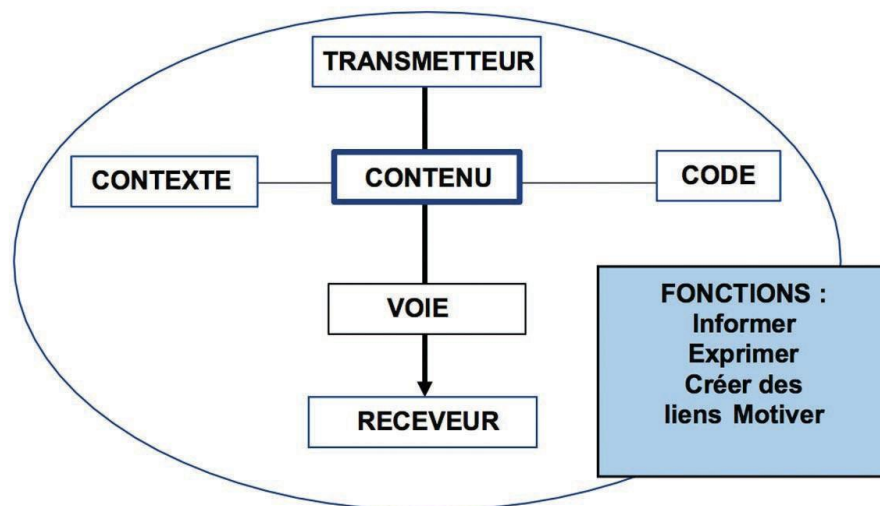 TRANSMETTEUR
CONTEXTE
CONTENU
CODE
VOIE
RECEVEUR
FONCTIONS :
Informer
Exprimer
Créer des
liens Motiver